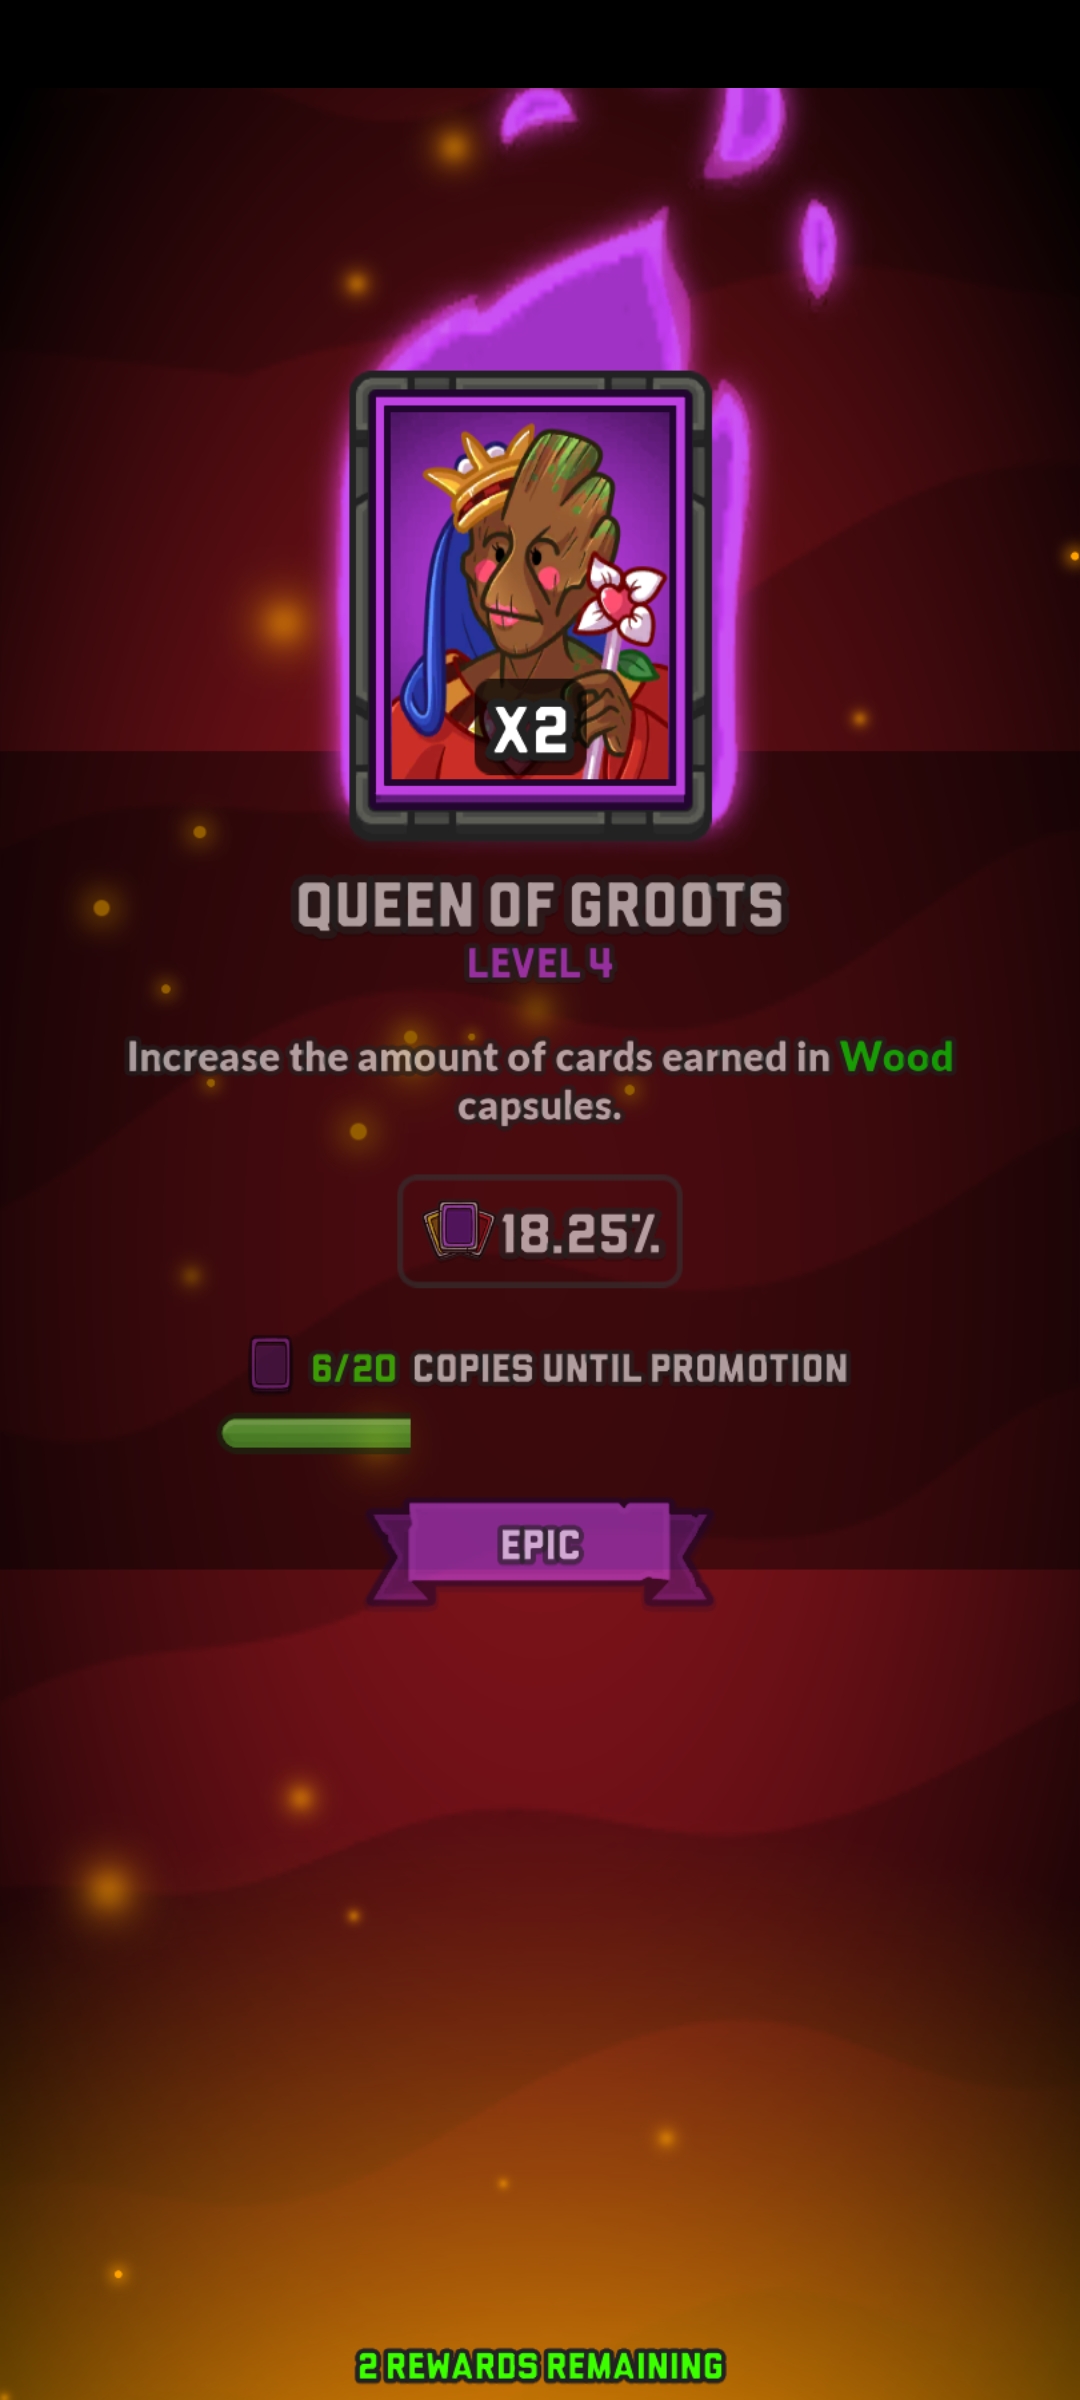 X2
QUEEN OF GROOTS
LEVEL 4
Increase the amount of cards earned in Wood
capsules.
18.25%
6/20 COPIES UNTIL PROMOTION
EPIC
2 REWARDS REMAINING